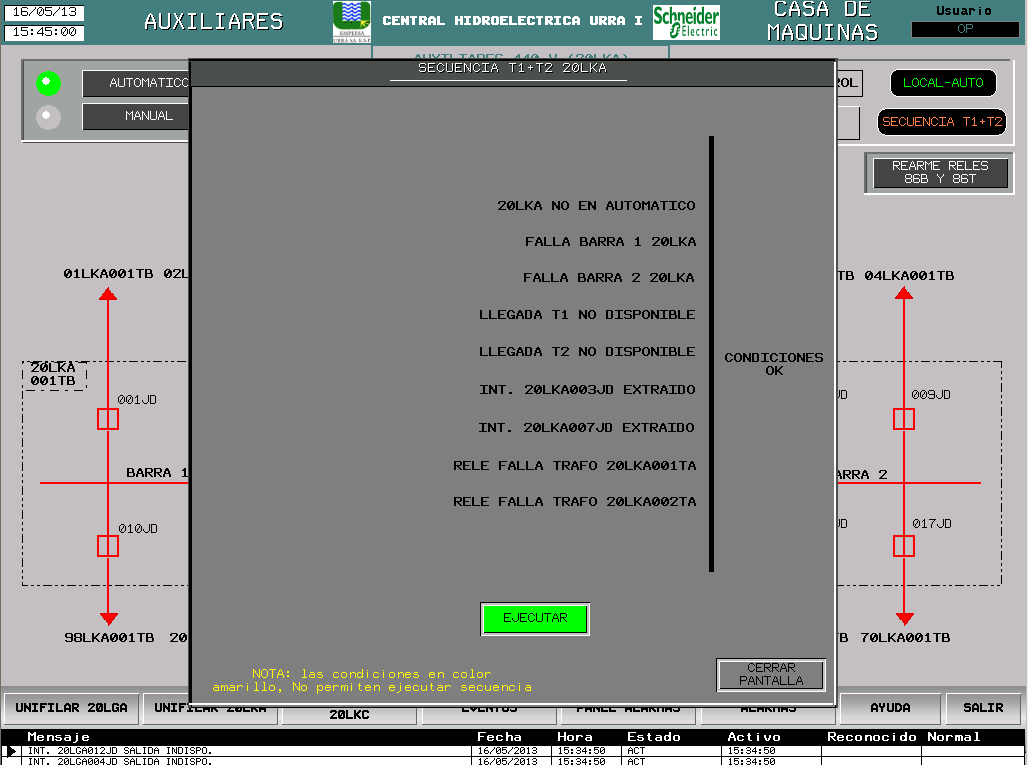 16/05/13
15:45:00
AUXILIARES
EMPRESA
URRÁ S.A. E.S.P.
CENTRAL HIDROELECTRICA URRA I
Schneider
Electric
CASA DE
MAQUINAS
Usuario
OP
AUXILIARES 440 V (20LKA)
SECUENCIA T1+T2 20LKA
AUTOMATICO
MANUAL
ROL
LOCAL-AUTO
SECUENCIA T1+T2
REARME RELES
86B Y 86T
20LKA NO EN AUTOMATICO
FALLA BARRA 1 20LKA
FALLA BARRA 2 20LKA
LLEGADA T1 NO DISPONIBLE
LLEGADA T2 NO DISPONIBLE
INT. 20LKA003JD EXTRAIDO
INT. 20LKA007JD EXTRAIDO
RELE FALLA TRAFO 20LKA001TA
RELE FALLA TRAFO 20LKA002TA
CONDICIONES
OK
EJECUTAR
NOTA: las condiciones en color
amarillo, No permiten ejecutar secuencia
CERRAR
PANTALLA
01LKA001TB 02L
TB 04LKA001TB
20LKA
001TB
001JD
JD
009JD
BARRA 1
ARRA 2
010JD
JD
017JD
98LKA001TB 20
B 70LKA001TB
UNIFILAR 20LGA
UNIFILAR 20LKA
20LKC
EVENTOS
PANEL ALARMAS
ALARMAS
AYUDA
SALIR
Mensaje Fecha Hora Estado Activo Reconocido Normal
INT. 20LGA012JD SALIDA INDISPO. 16/05/2013 15:34:50 ACT 15:34:50
INT. 20LGA004JD SALIDA INDISPO. 16/05/2013 15:34:50 ACT 15:34:50